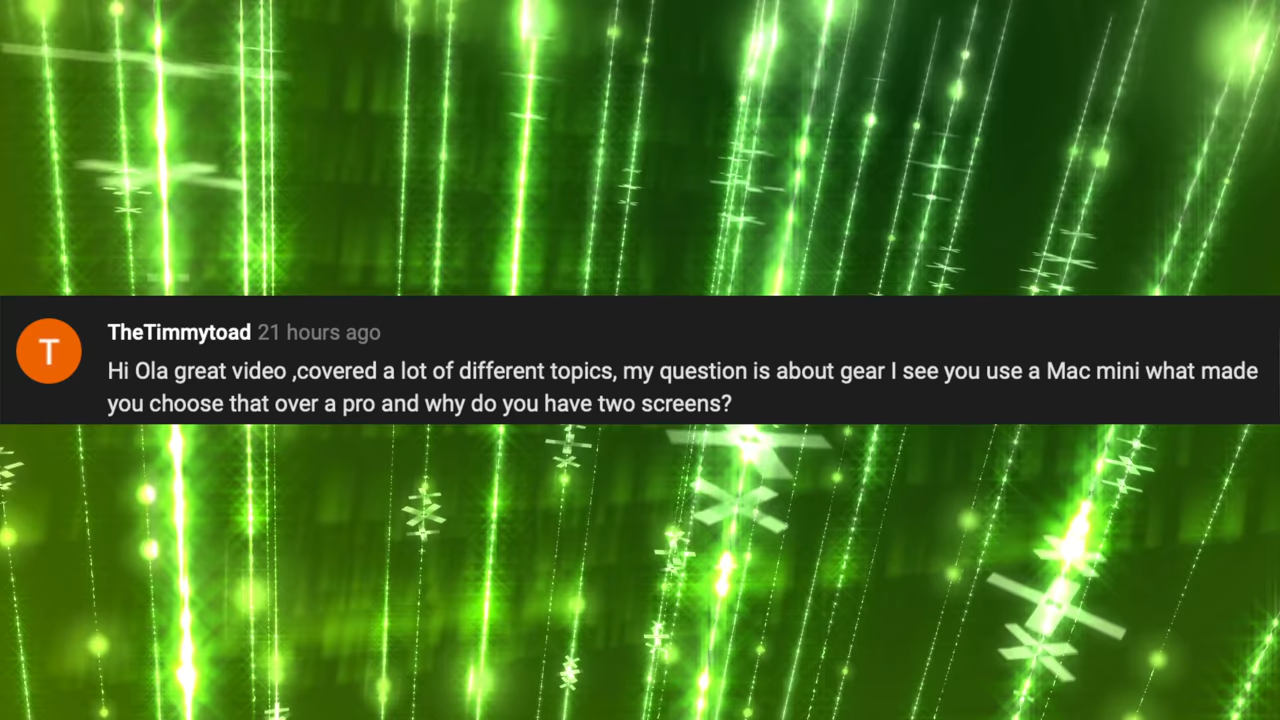 T
TheTimmytoad 21 hours ago
Hi Ola great video ,covered a lot of different topics, my question is about gear I see you use a Mac mini what made
you choose that over a pro and why do you have two screens?